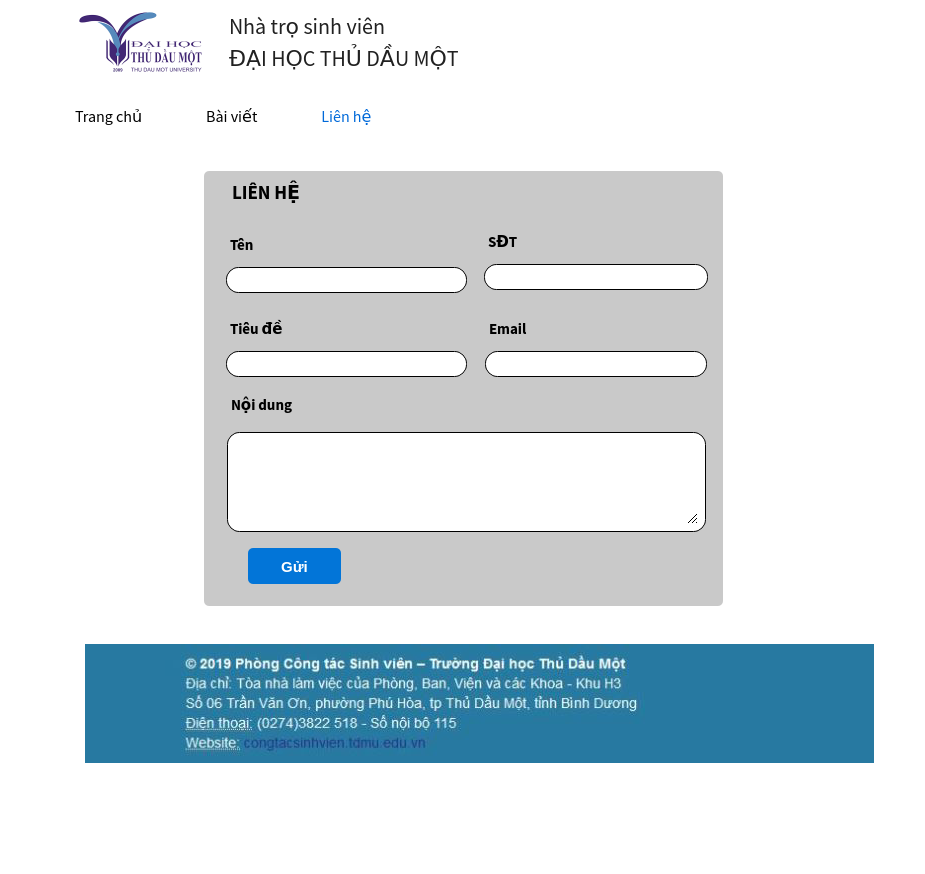 ĐẠI HỌC
THỦ DẦU MỘT
2009 THU DAU MOT UNIVERSITY
Nhà trọ sinh viên
ĐẠI HỌC THỦ DẦU MỘT
Trang chủ Bài viết Liên hệ
LIÊN HỆ
Tên SĐT
Tiêu đề Email
Nội dung
Gửi
© 2019 Phòng Công tác Sinh viên – Trường Đại học Thủ Dầu Một
Địa chỉ: Tòa nhà làm việc của Phòng, Ban, Viện và các Khoa - Khu H3
Số 06 Trần Văn Ơn, phường Phú Hòa, tp Thủ Dầu Một, tỉnh Bình Dương
Điện thoại: (0274)3822 518 - Số nội bộ 115
Website: congtacsinhvien.tdmu.edu.vn